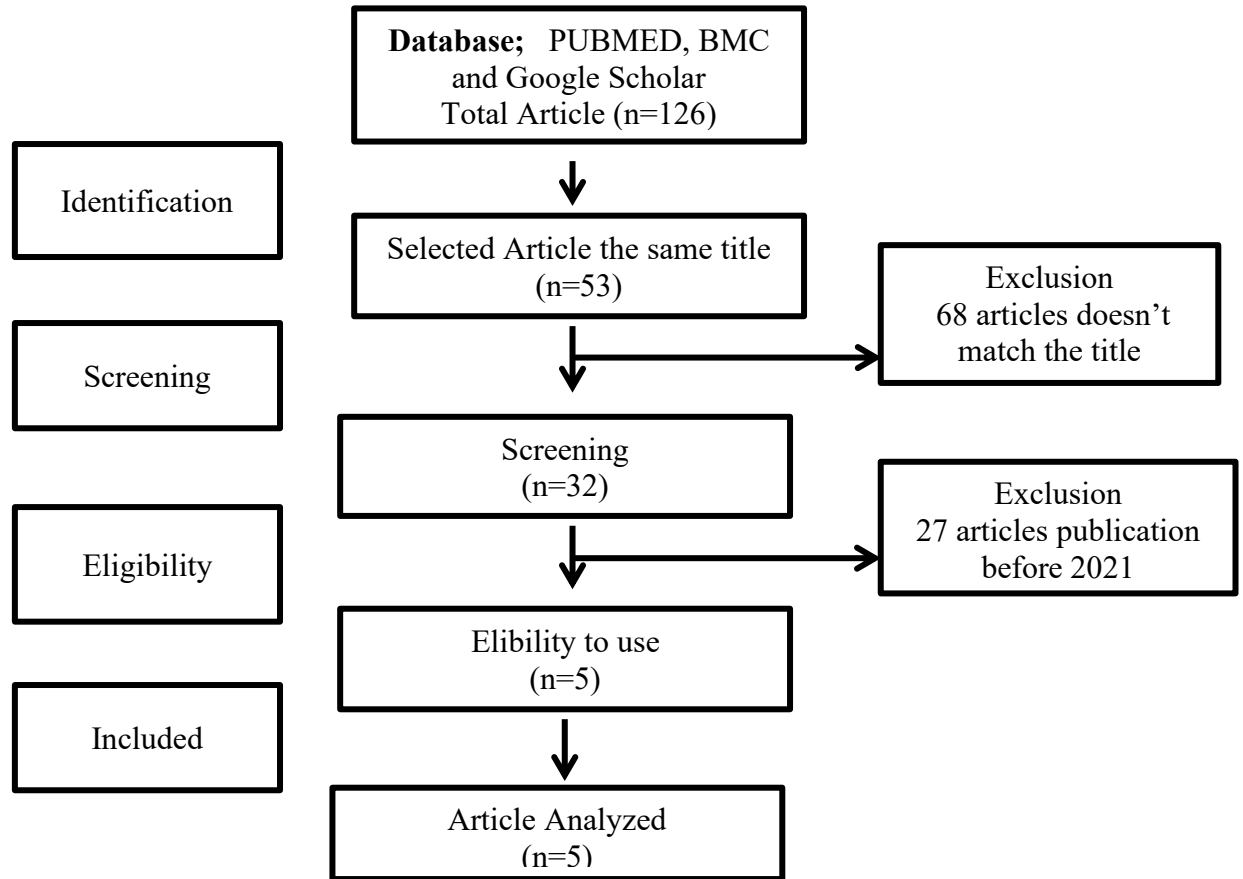 Database; PUBMED, BMC
and Google Scholar
Total Article (n=126)
Identification
Selected Article the same title
(n=53)
Exclusion
68 articles doesn’t
match the title
Screening
Screening
(n=32)
Exclusion
27 articles publication
before 2021
Eligibility
Elibility to use
(n=5)
Included
Article Analyzed
(n=5)